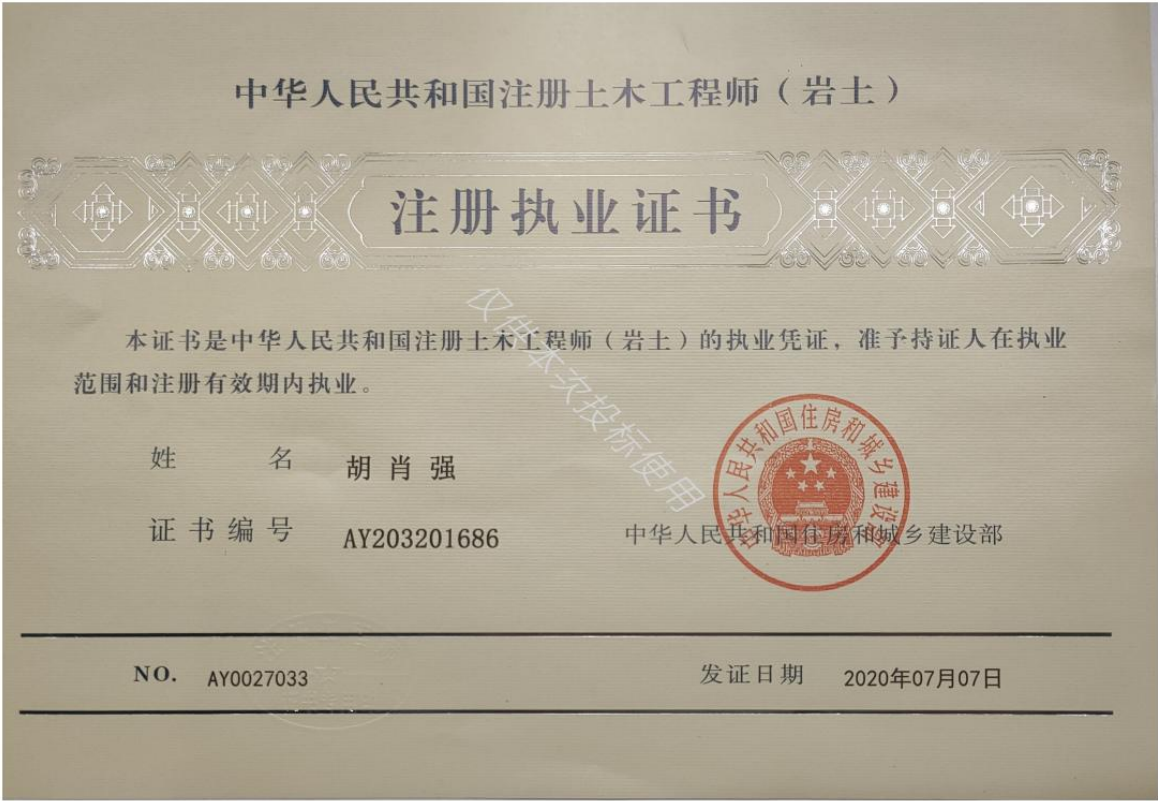 中华人民共和国注册土木工程师（岩土）
注册执业证书
本证书是中华人民共和国注册土木工程师（岩土）的执业凭证，准予持证人在执业
范围和注册有效期内执业。
姓名 胡肖强
证书编号 AY203201686
中华人民共和国住房和城乡建设部
中华人民共和国住房和城乡建设部
NO. AY0027033
发证日期 2020年07月07日
仅供本次投标使用